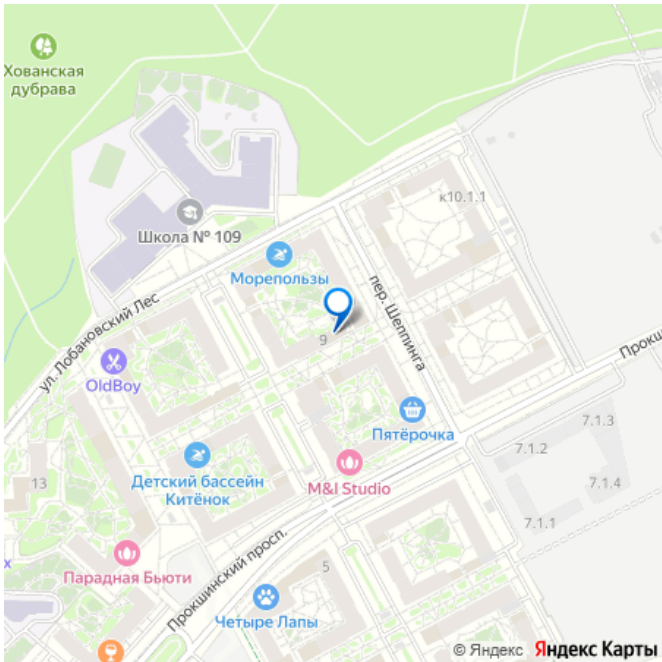 Хованская
дубрава
к10.1.1
Школа № 109
Морепользы
пер. Шеппинга
ул. Лобановский Лес
9
Прокш
OldBoy
Пятёрочка
7.1.3
7.1.2
Детский бассейн
Китёнок
13
M&I Studio
7.1.4
7.1.1
х
Парадная Бьюти
Прокшинский просп.
5
Четыре Лапы
© Яндекс Яндекс Карты